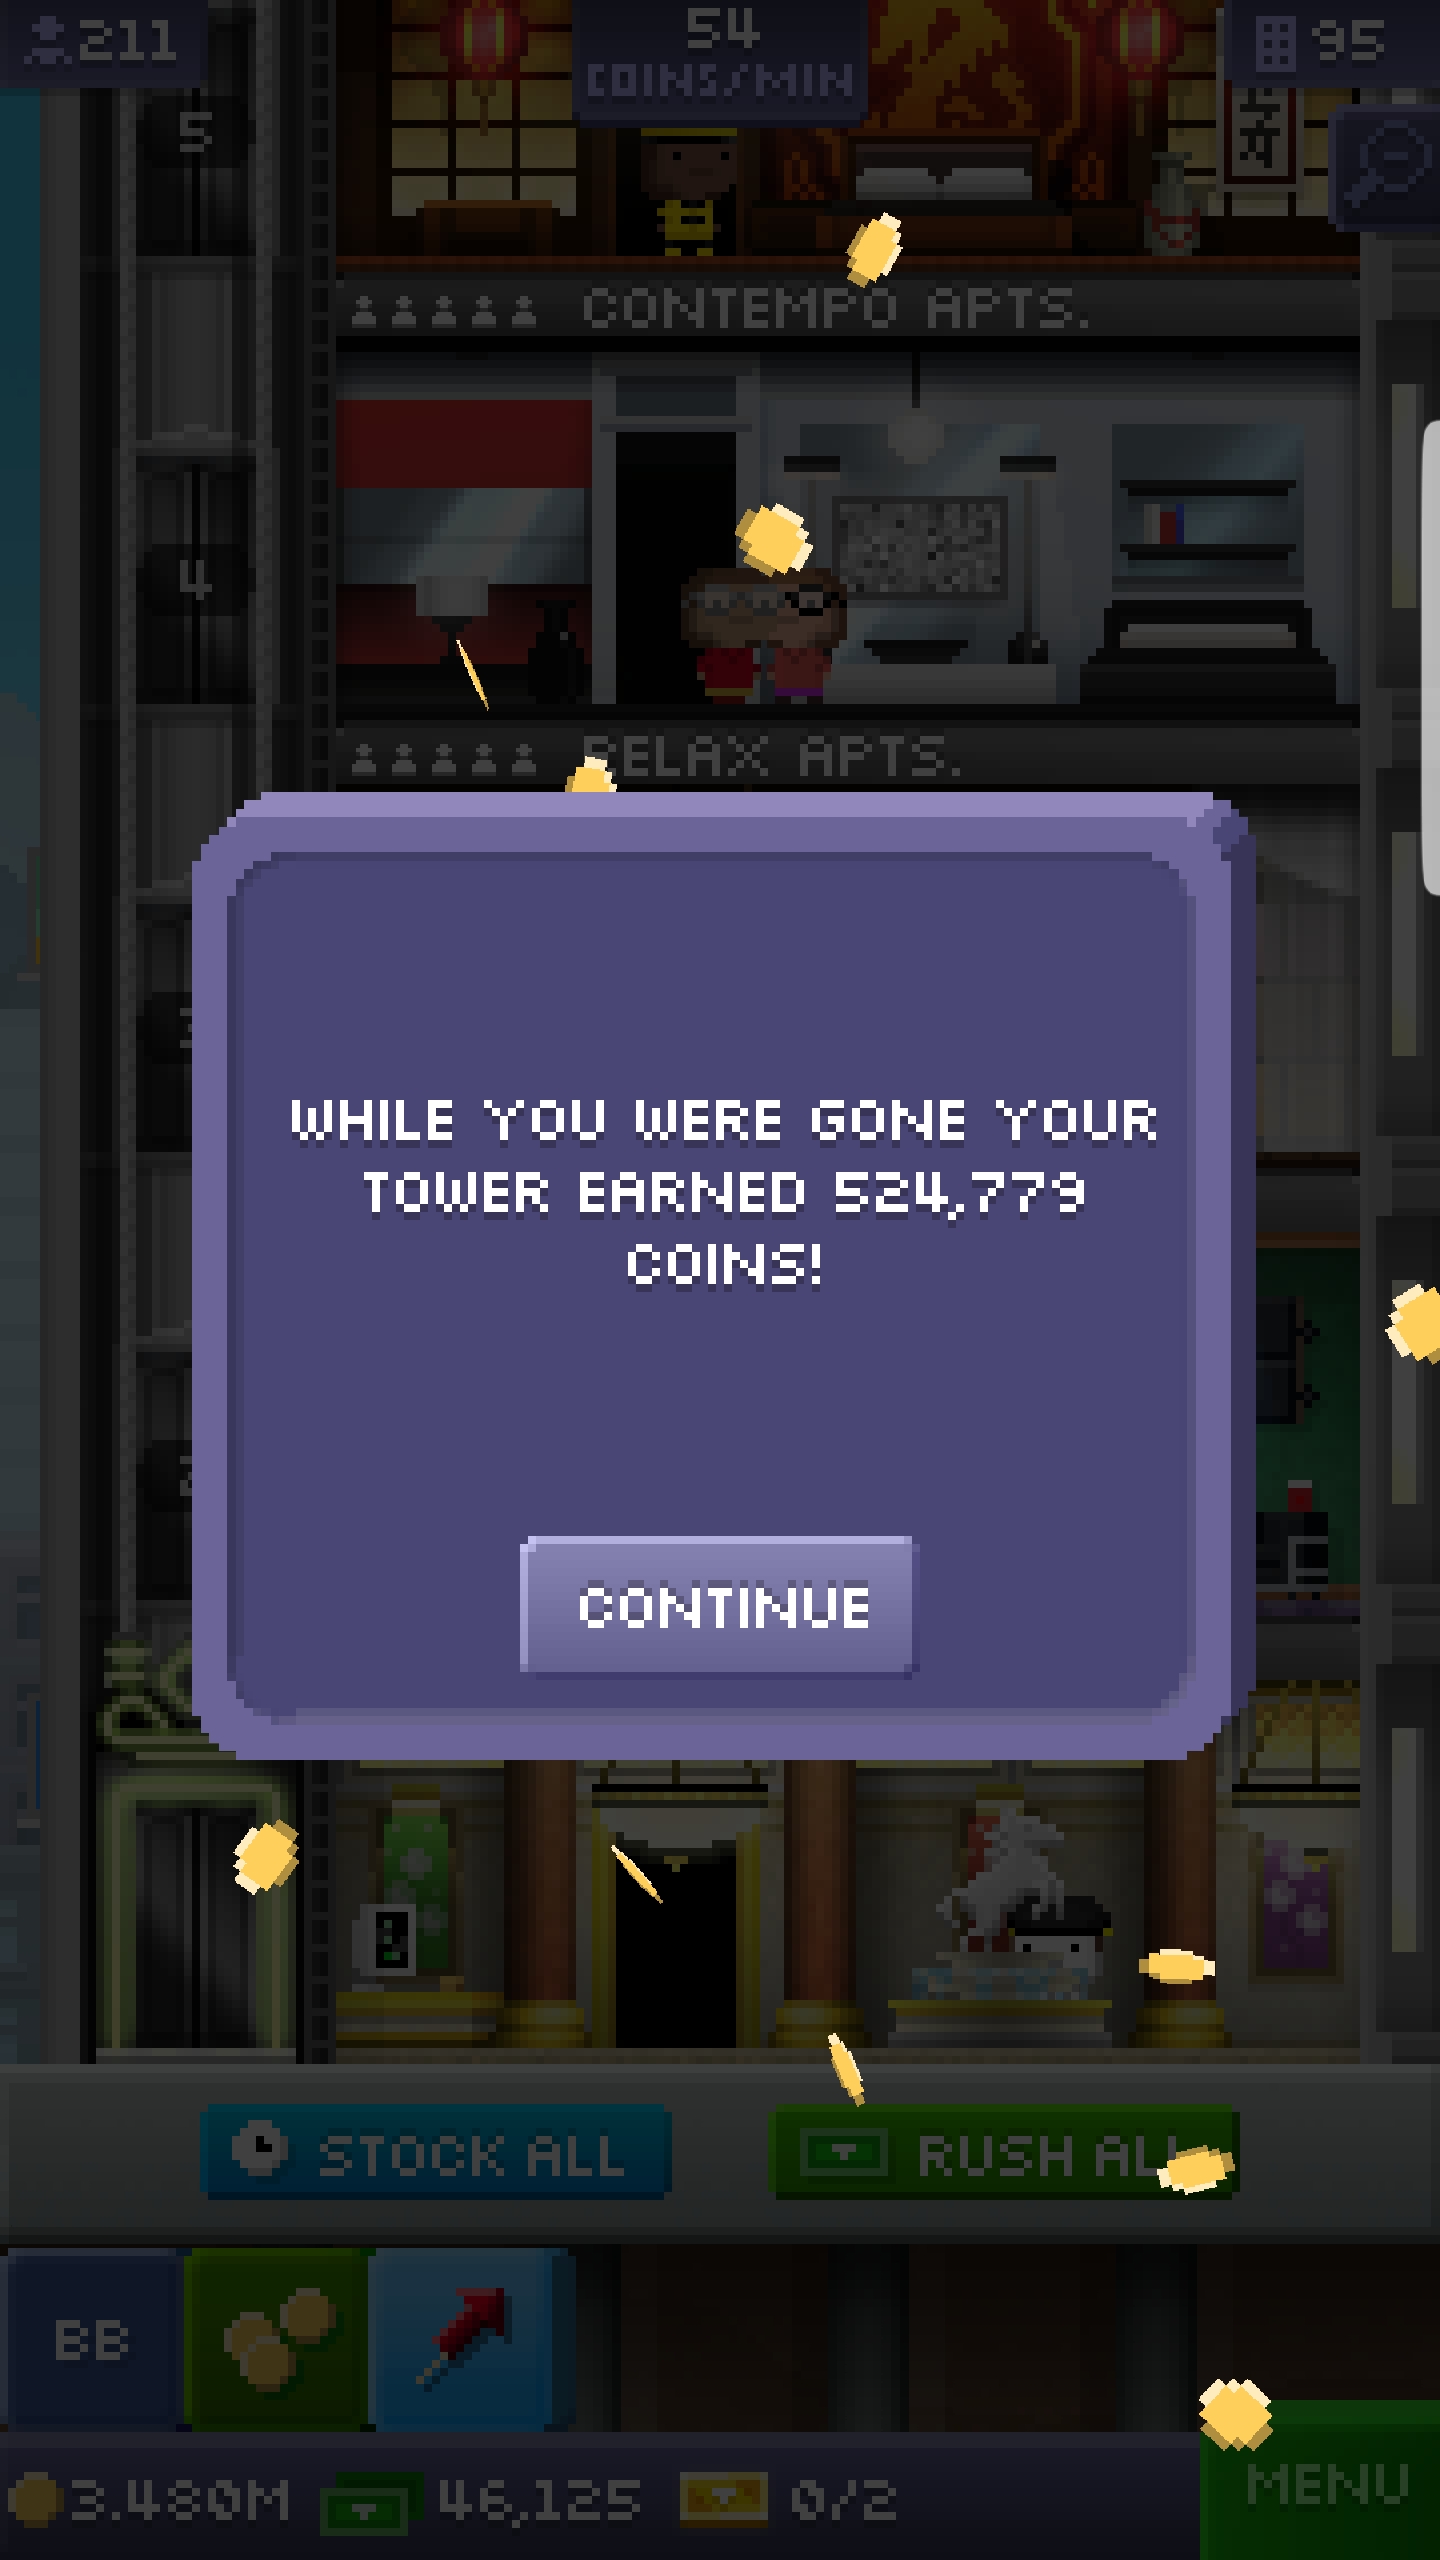 211
54
COINS/MIN
95
5
CONTEMPO APTS.
4
RELAX APTS.
WHILE YOU WERE GONE YOUR
TOWER EARNED 524,779
COINS!
CONTINUE
STOCK ALL
RUSH ALL
BB
3.480M
46,125
0/2
MENU